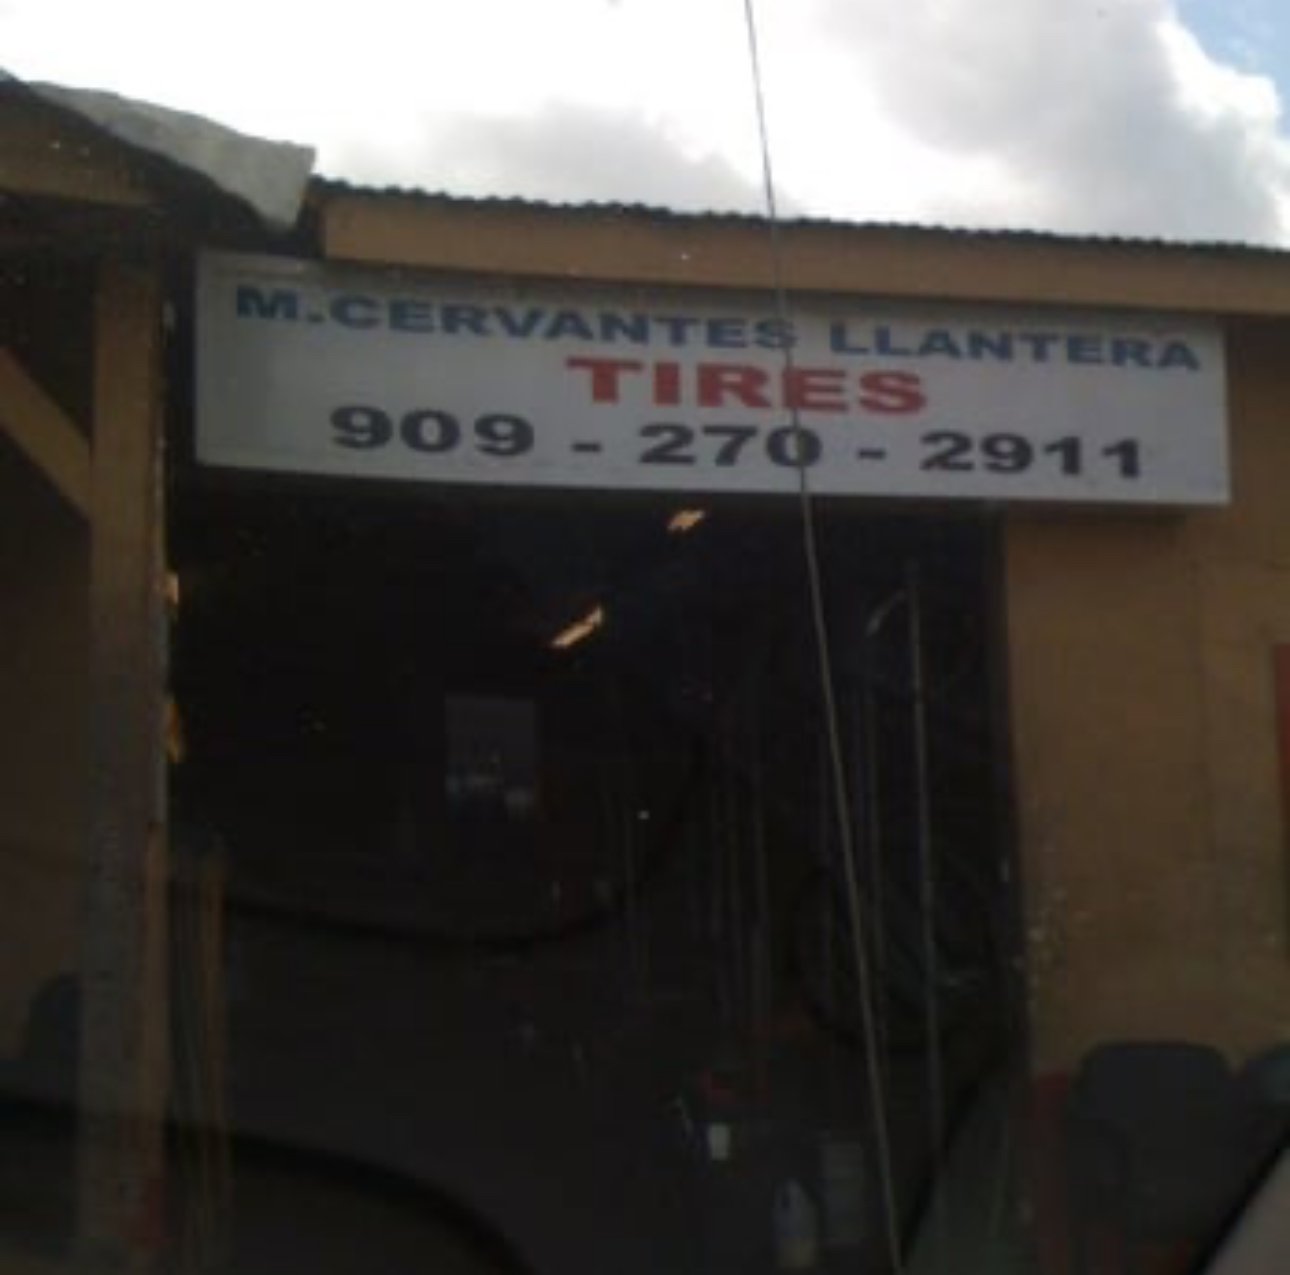 M.CERVANTES LLANTERA
TIRES
909 - 270 - 2911